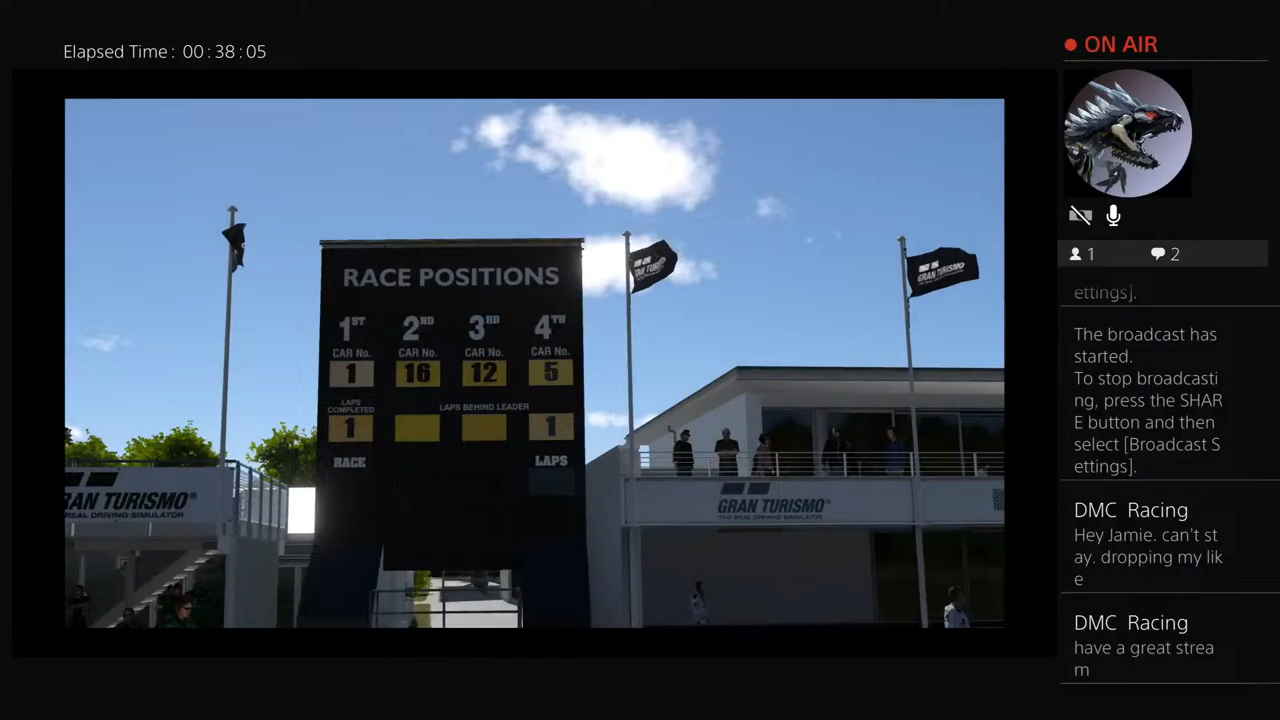 Elapsed Time: 00:38:05
ON AIR
1 2
ettings].
The broadcast has
started.
To stop broadcasti
ng, press the SHAR
E button and then
select [Broadcast S
ettings].
DMC Racing
Hey Jamie. can't st
ay. dropping my lik
e
DMC Racing
have a great strea
m
RACE POSITIONS
1ST 2ND 3RD 4TH
CAR No. CAR No. CAR No. CAR No.
1 16 12 5
LAPS
COMPLETED
LAPS BEHIND LEADER
1 1
RACE LAPS
GRAN TURISMO
GRAN TURISMO
GRAN TURISMO®
REAL DRIVING SIMULATOR
GRAN TURISMO®
THE REAL DRIVING SIMULATOR